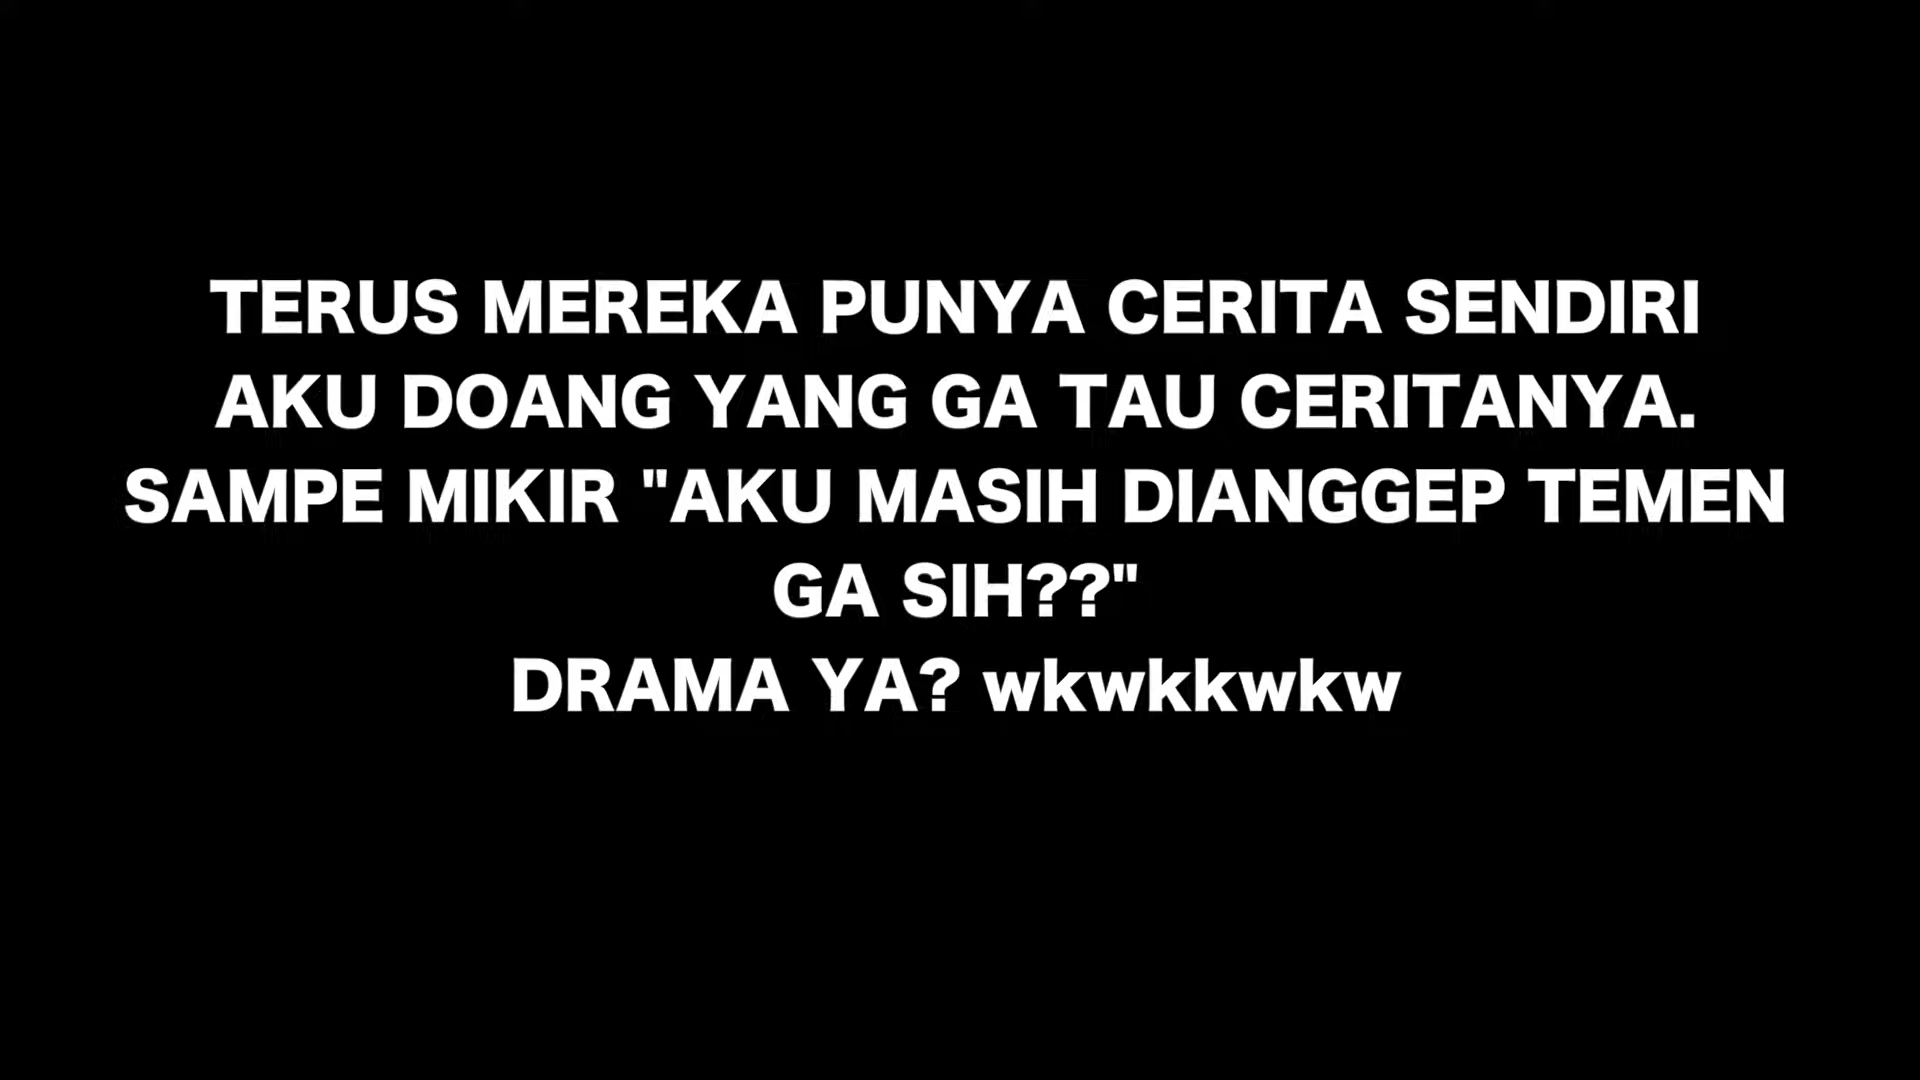 TERUS MEREKA PUNYA CERITA SENDIRI
AKU DOANG YANG GA TAU CERITANYA.
SAMPE MIKIR "AKU MASIH DIANGGEP TEMEN
GA SIH??"
DRAMA YA? wkwkkwkw